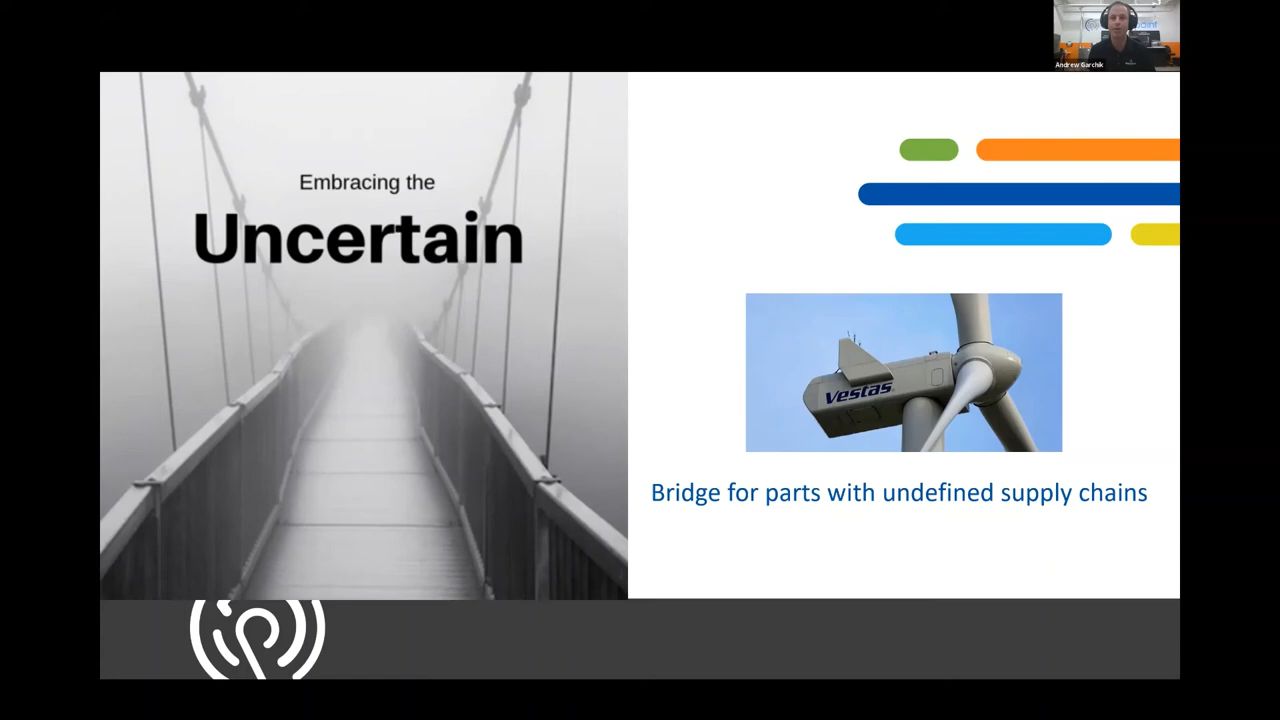 Andrew Garchik
Embracing the
Uncertain
Vestas
Bridge for parts with undefined supply chains